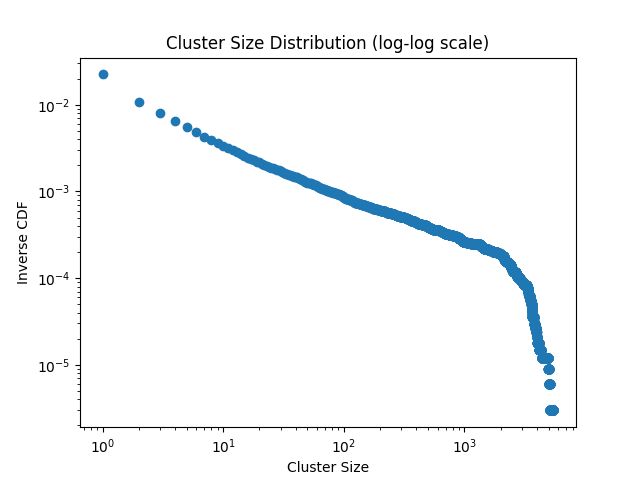 Cluster Size Distribution (log-log scale)
Inverse CDF
10⁻²
10⁻³
10⁻⁴
10⁻⁵
10⁰ 10¹ 10² 10³
Cluster Size